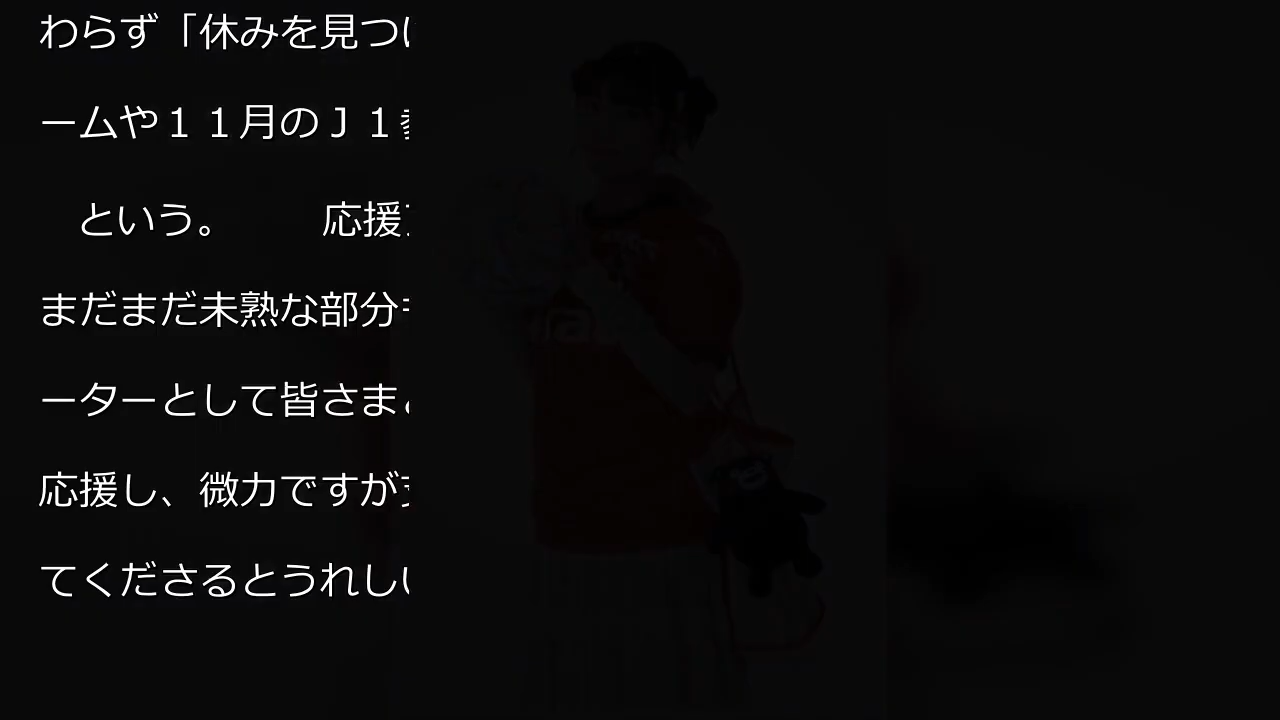 わらず「休みを見つけ
ームや１１月のＪ１
という。　　応援
まだまだ未熟な部分
ーターとして皆さま
応援し、微力ですが
てくださるとうれしい